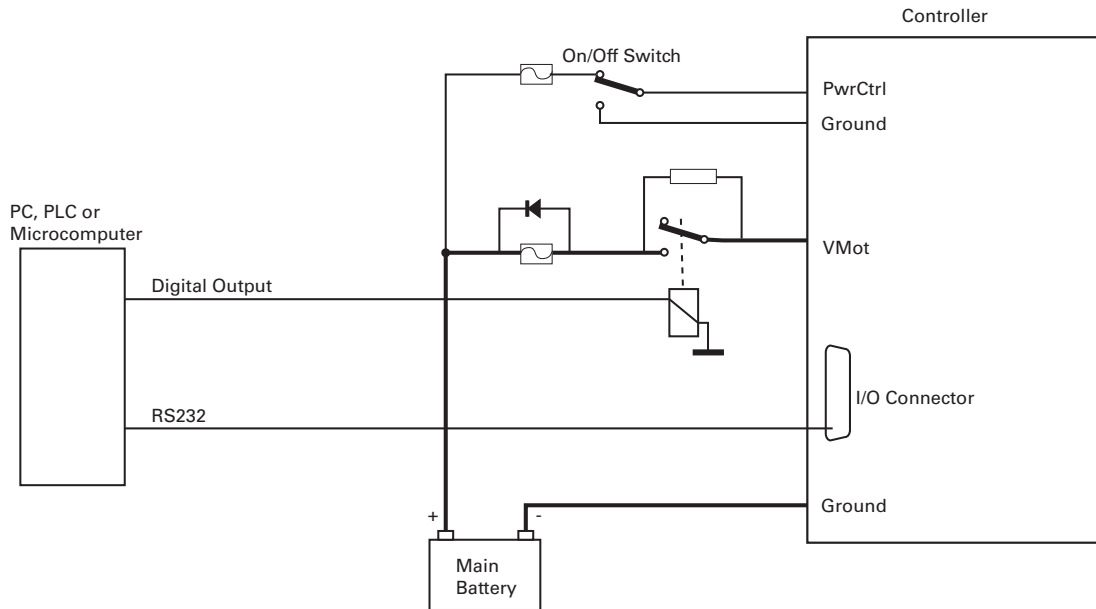 Controller
On/Off Switch
PwrCtrl
Ground
VMot
PC, PLC or
Microcomputer
Digital Output
I/O Connector
RS232
Ground
+
-
Main
Battery